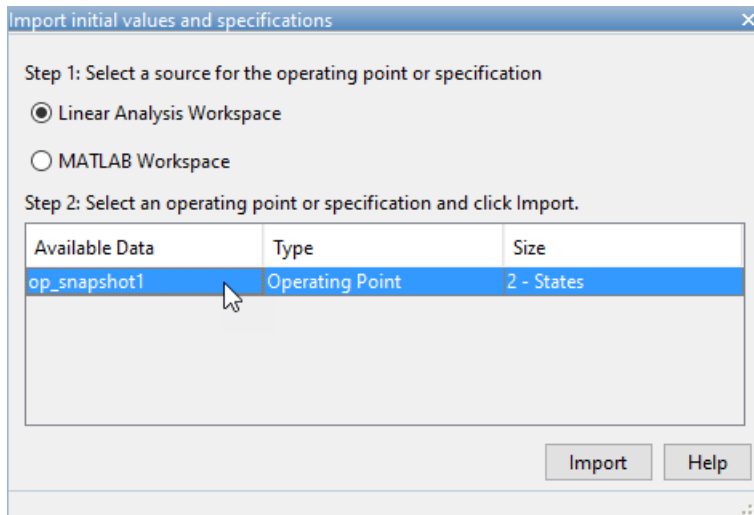 Import initial values and specifications
Step 1: Select a source for the operating point or specification
Linear Analysis Workspace
MATLAB Workspace
Step 2: Select an operating point or specification and click Import.
Available Data Type Size
op_snapshot1 Operating Point 2 - States
Import Help